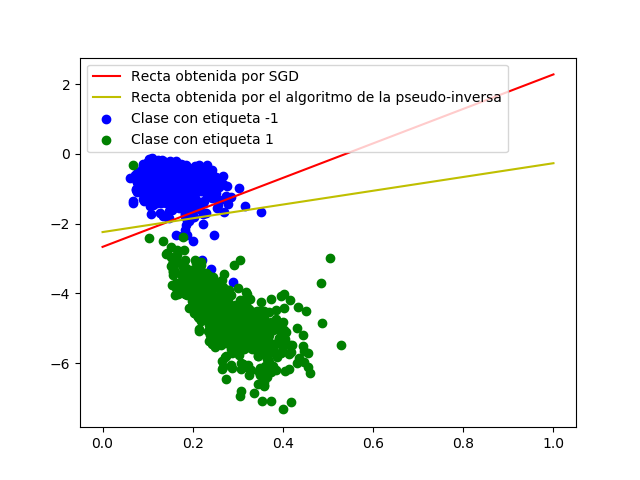 Recta obtenida por SGD
Recta obtenida por el algoritmo de la pseudo-inversa
Clase con etiqueta -1
Clase con etiqueta 1
2
0
−2
−4
−6
0.0 0.2 0.4 0.6 0.8 1.0